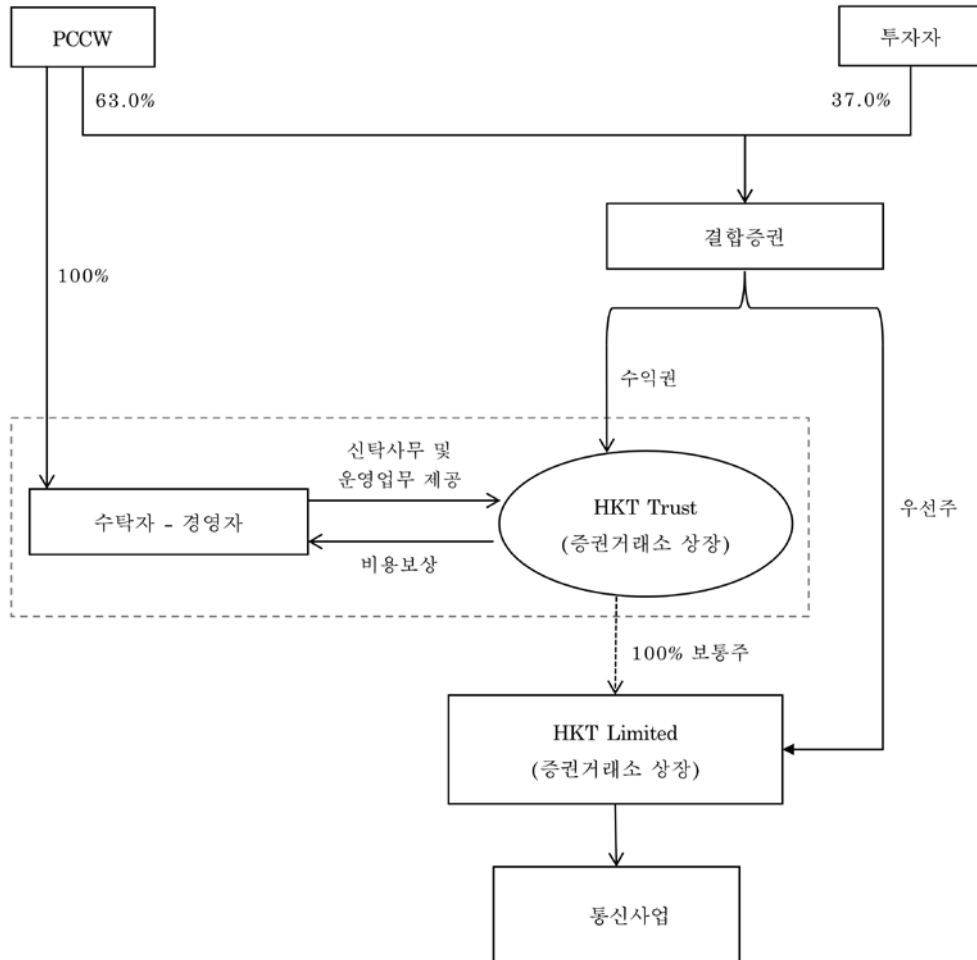 PCCW
투자자
63.0%
37.0%
결합증권
100%
수익권
신탁사무 및
운영업무 제공
수탁자 - 경영자
HKT Trust
(증권거래소 상장)
우선주
비용보상
100% 보통주
HKT Limited
(증권거래소 상장)
통신사업